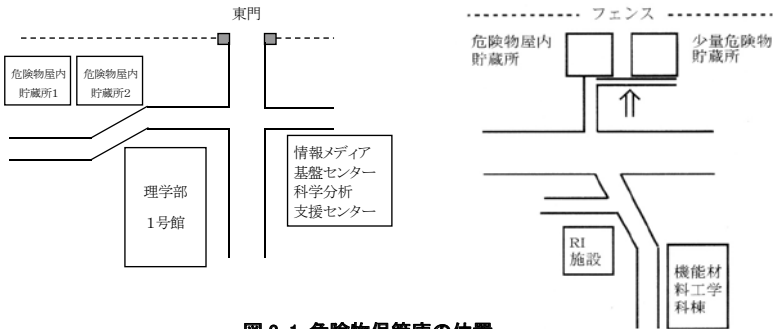 東門
危険物屋内
貯蔵所1
危険物屋内
貯蔵所2
理学部
1号館
情報メディア
基盤センター
科学分析
支援センター
フェンス
危険物屋内
貯蔵所
少量危険物
貯蔵所
RI
施設
機能材
料工学
科棟